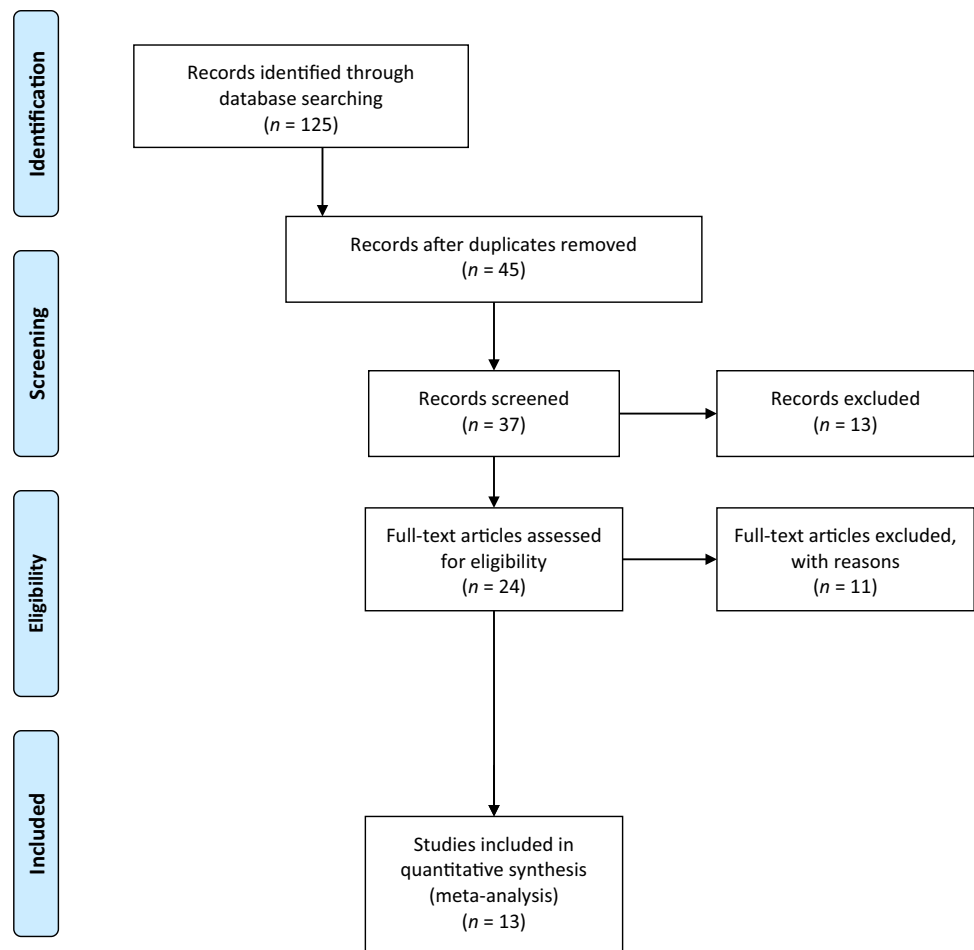 Identification
Records identified through
database searching
(n = 125)
Records after duplicates removed
(n = 45)
Screening
Records screened
(n = 37)
Records excluded
(n = 13)
Eligibility
Full-text articles assessed
for eligibility
(n = 24)
Full-text articles excluded,
with reasons
(n = 11)
Included
Studies included in
quantitative synthesis
(meta-analysis)
(n = 13)